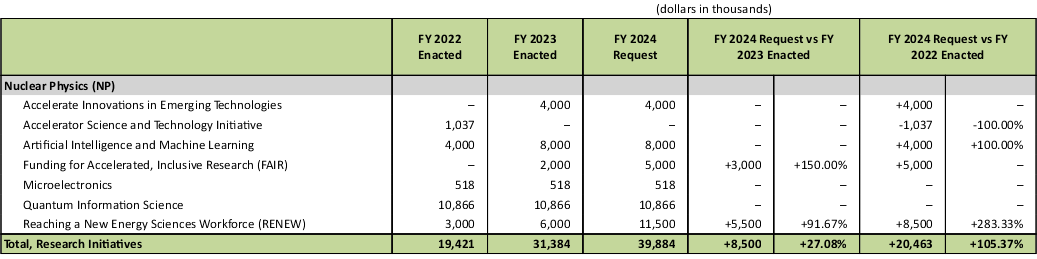 (dollars in thousands)
FY 2022 Enacted FY 2023 Enacted FY 2024 Request FY 2024 Request vs FY 2023 Enacted FY 2024 Request vs FY 2022 Enacted
Nuclear Physics (NP)
Accelerate Innovations in Emerging Technologies – 4,000 4,000 – – +4,000 –
Accelerator Science and Technology Initiative 1,037 – – – – -1,037 -100.00%
Artificial Intelligence and Machine Learning 4,000 8,000 8,000 – – +4,000 +100.00%
Funding for Accelerated, Inclusive Research (FAIR) – 2,000 5,000 +3,000 +150.00% +5,000 –
Microelectronics 518 518 518 – – – –
Quantum Information Science 10,866 10,866 10,866 – – – –
Reaching a New Energy Sciences Workforce (RENEW) 3,000 6,000 11,500 +5,500 +91.67% +8,500 +283.33%
Total, Research Initiatives 19,421 31,384 39,884 +8,500 +27.08% +20,463 +105.37%